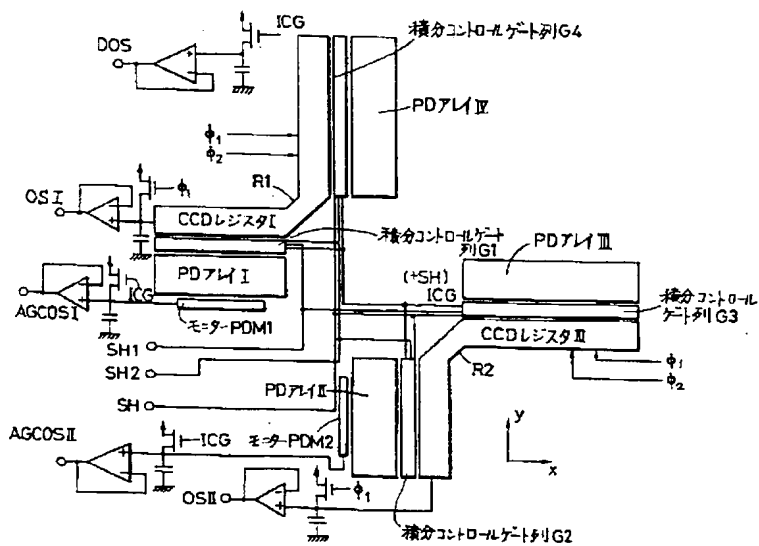 ICG
積分コントロールゲート列G4
DOS
PDアレイⅣ
ϕ1
ϕ2
R1
OSI
ϕ1
CCDレジスタI
積分コントロールゲート
列G1
PDアレイⅢ
PDアレイI
(+SH)
ICG
ICG
AGCOSI
モニターPDM1
積分コントロール
ゲート列G3
CCDレジスタⅢ
SH1
SH2
R2
ϕ1
ϕ2
PDアレイⅡ
SH
y
x
ICG
モニターPDM2
AGCOSⅡ
ϕ1
OSⅡ
積分コントロールゲート列G2